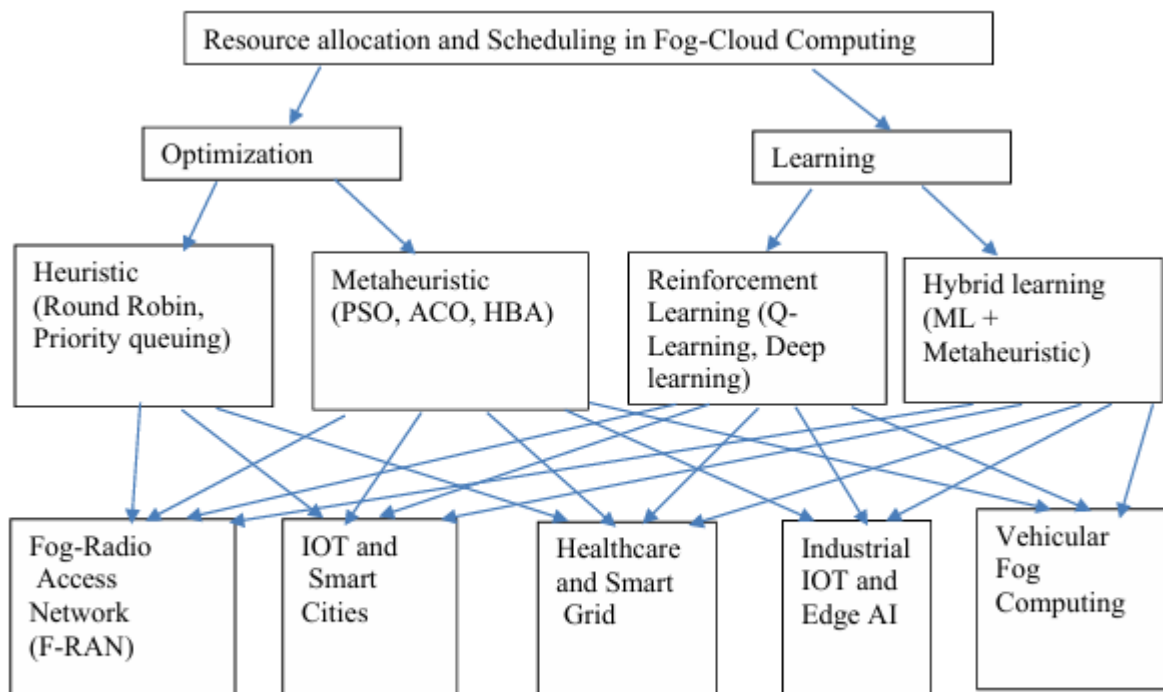 Resource allocation and Scheduling in Fog-Cloud Computing
Optimization
Learning
Heuristic
(Round Robin,
Priority queuing)
Metaheuristic
(PSO, ACO, HBA)
Reinforcement
Learning (Q-
Learning, Deep
learning)
Hybrid learning
(ML +
Metaheuristic)
Fog-Radio
Access
Network
(F-RAN)
IOT and
Smart
Cities
Healthcare
and Smart
Grid
Industrial
IOT and
Edge AI
Vehicular
Fog
Computing